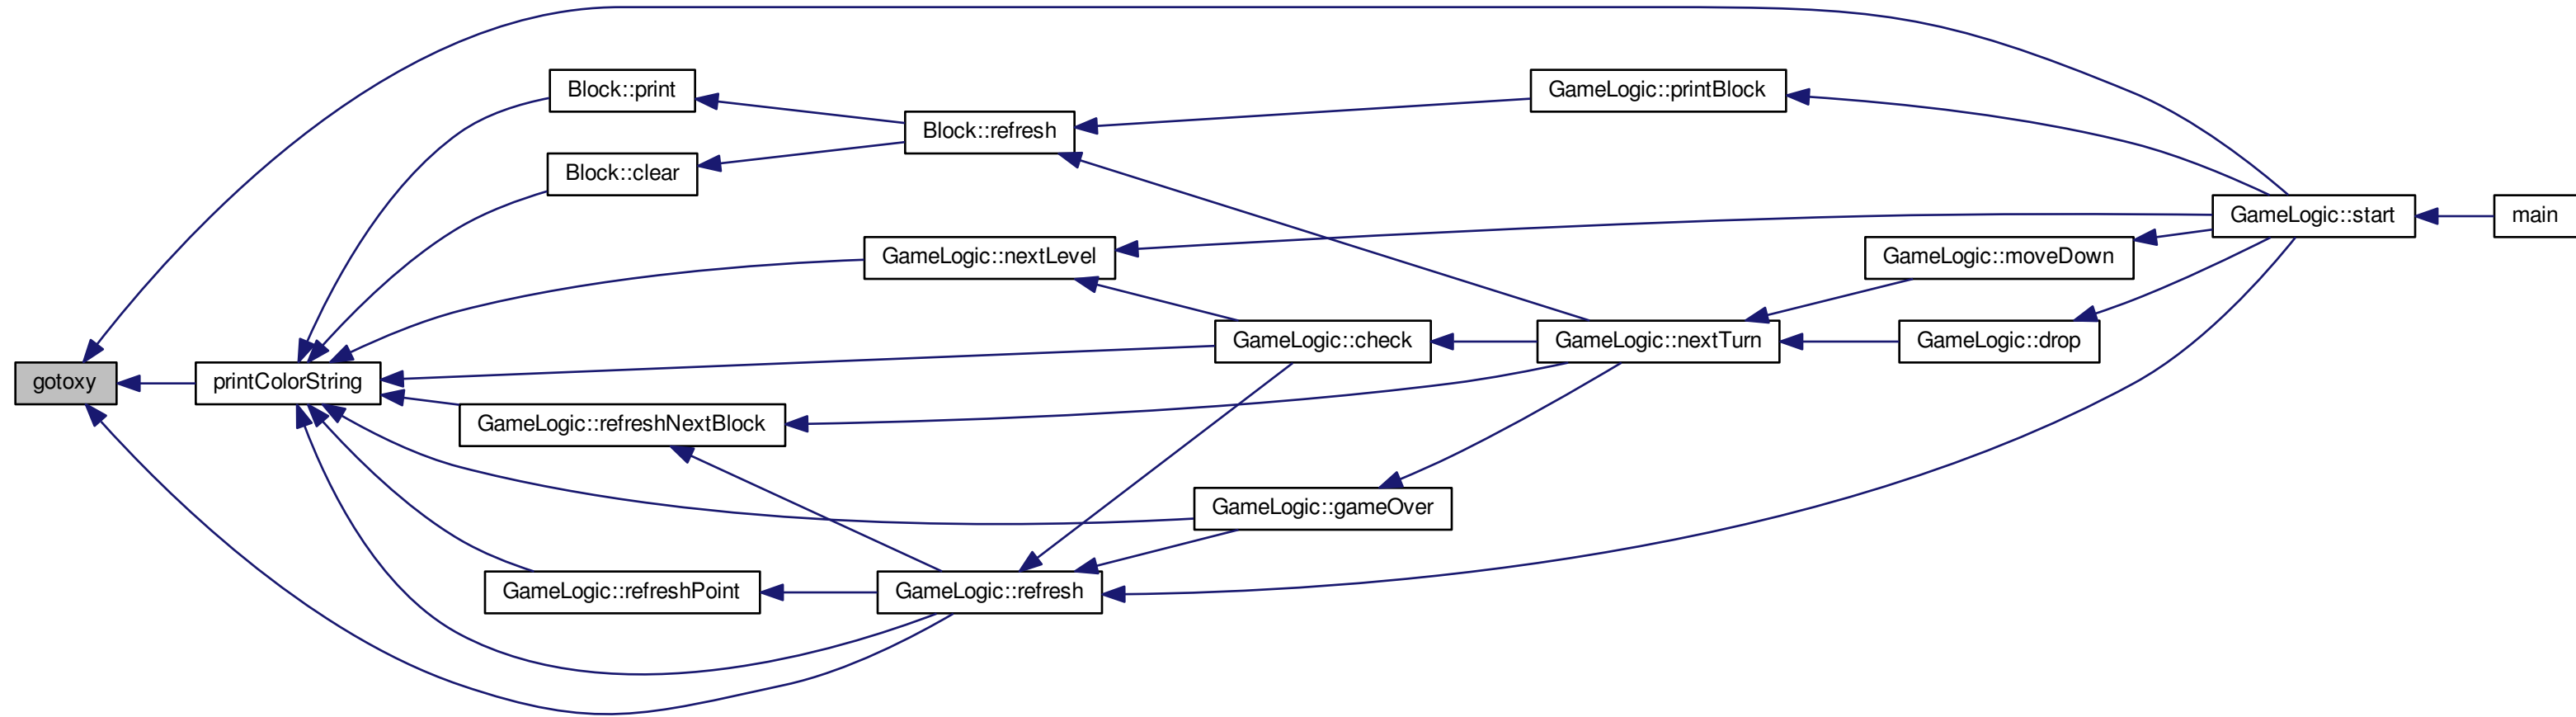 Block::print
GameLogic::printBlock
Block::refresh
Block::clear
GameLogic::start
main
GameLogic::nextLevel
GameLogic::moveDown
GameLogic::check
GameLogic::nextTurn
GameLogic::drop
gotoxy
printColorString
GameLogic::refreshNextBlock
GameLogic::gameOver
GameLogic::refreshPoint
GameLogic::refresh